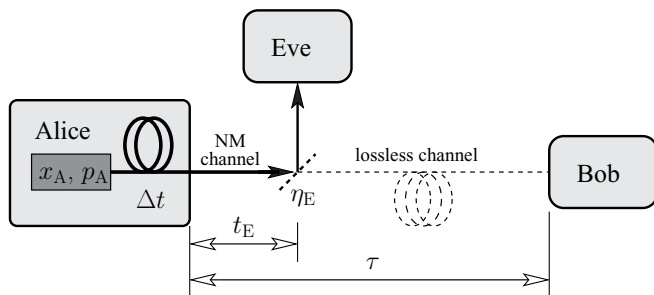 Eve
Alice
x_A, p_A
Δt
NM
channel
η_E
lossless channel
Bob
t_E
τ